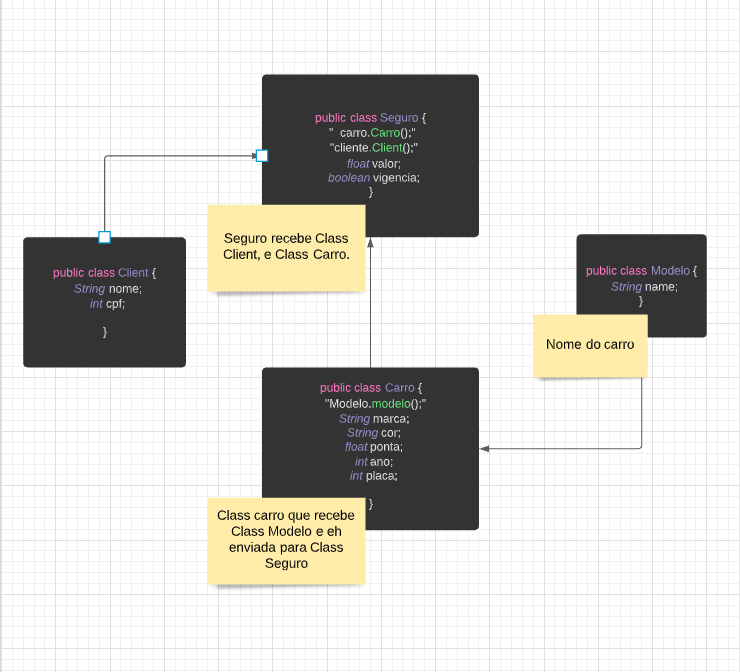 public class Seguro {
"  carro.Carro();"
"cliente.Client();"
float valor;
boolean vigencia;
}
Seguro recebe Class
Client, e Class Carro.
public class Client {
String nome;
int cpf;
}
public class Modelo {
String name;
}
Nome do carro
public class Carro {
"Modelo.modelo();"
String marca;
String cor;
float ponta;
int ano;
int placa;
}
Class carro que recebe
Class Modelo e eh
enviada para Class
Seguro